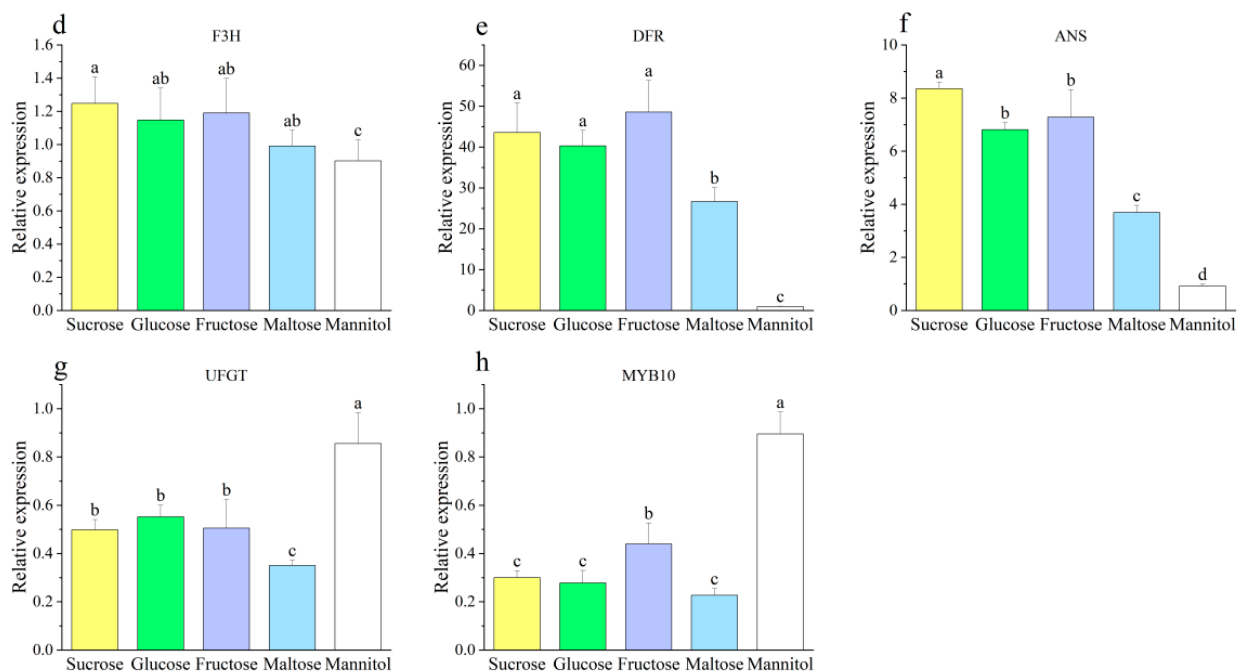 d
F3H
Relative expression
1.6
1.4
1.2
1.0
0.8
0.6
0.4
0.2
0.0
a
ab
ab
ab
c
Sucrose Glucose Fructose Maltose Mannitol
e
DFR
Relative expression
60
50
40
30
20
10
0
a
a
a
b
c
Sucrose Glucose Fructose Maltose Mannitol
f
ANS
Relative expression
10
8
6
4
2
0
a
b
b
c
d
Sucrose Glucose Fructose Maltose Mannitol
g
UFGT
Relative expression
1.0
0.8
0.6
0.4
0.2
0.0
b
b
b
c
a
Sucrose Glucose Fructose Maltose Mannitol
h
MYB10
Relative expression
1.0
0.8
0.6
0.4
0.2
0.0
c
c
b
c
a
Sucrose Glucose Fructose Maltose Mannitol